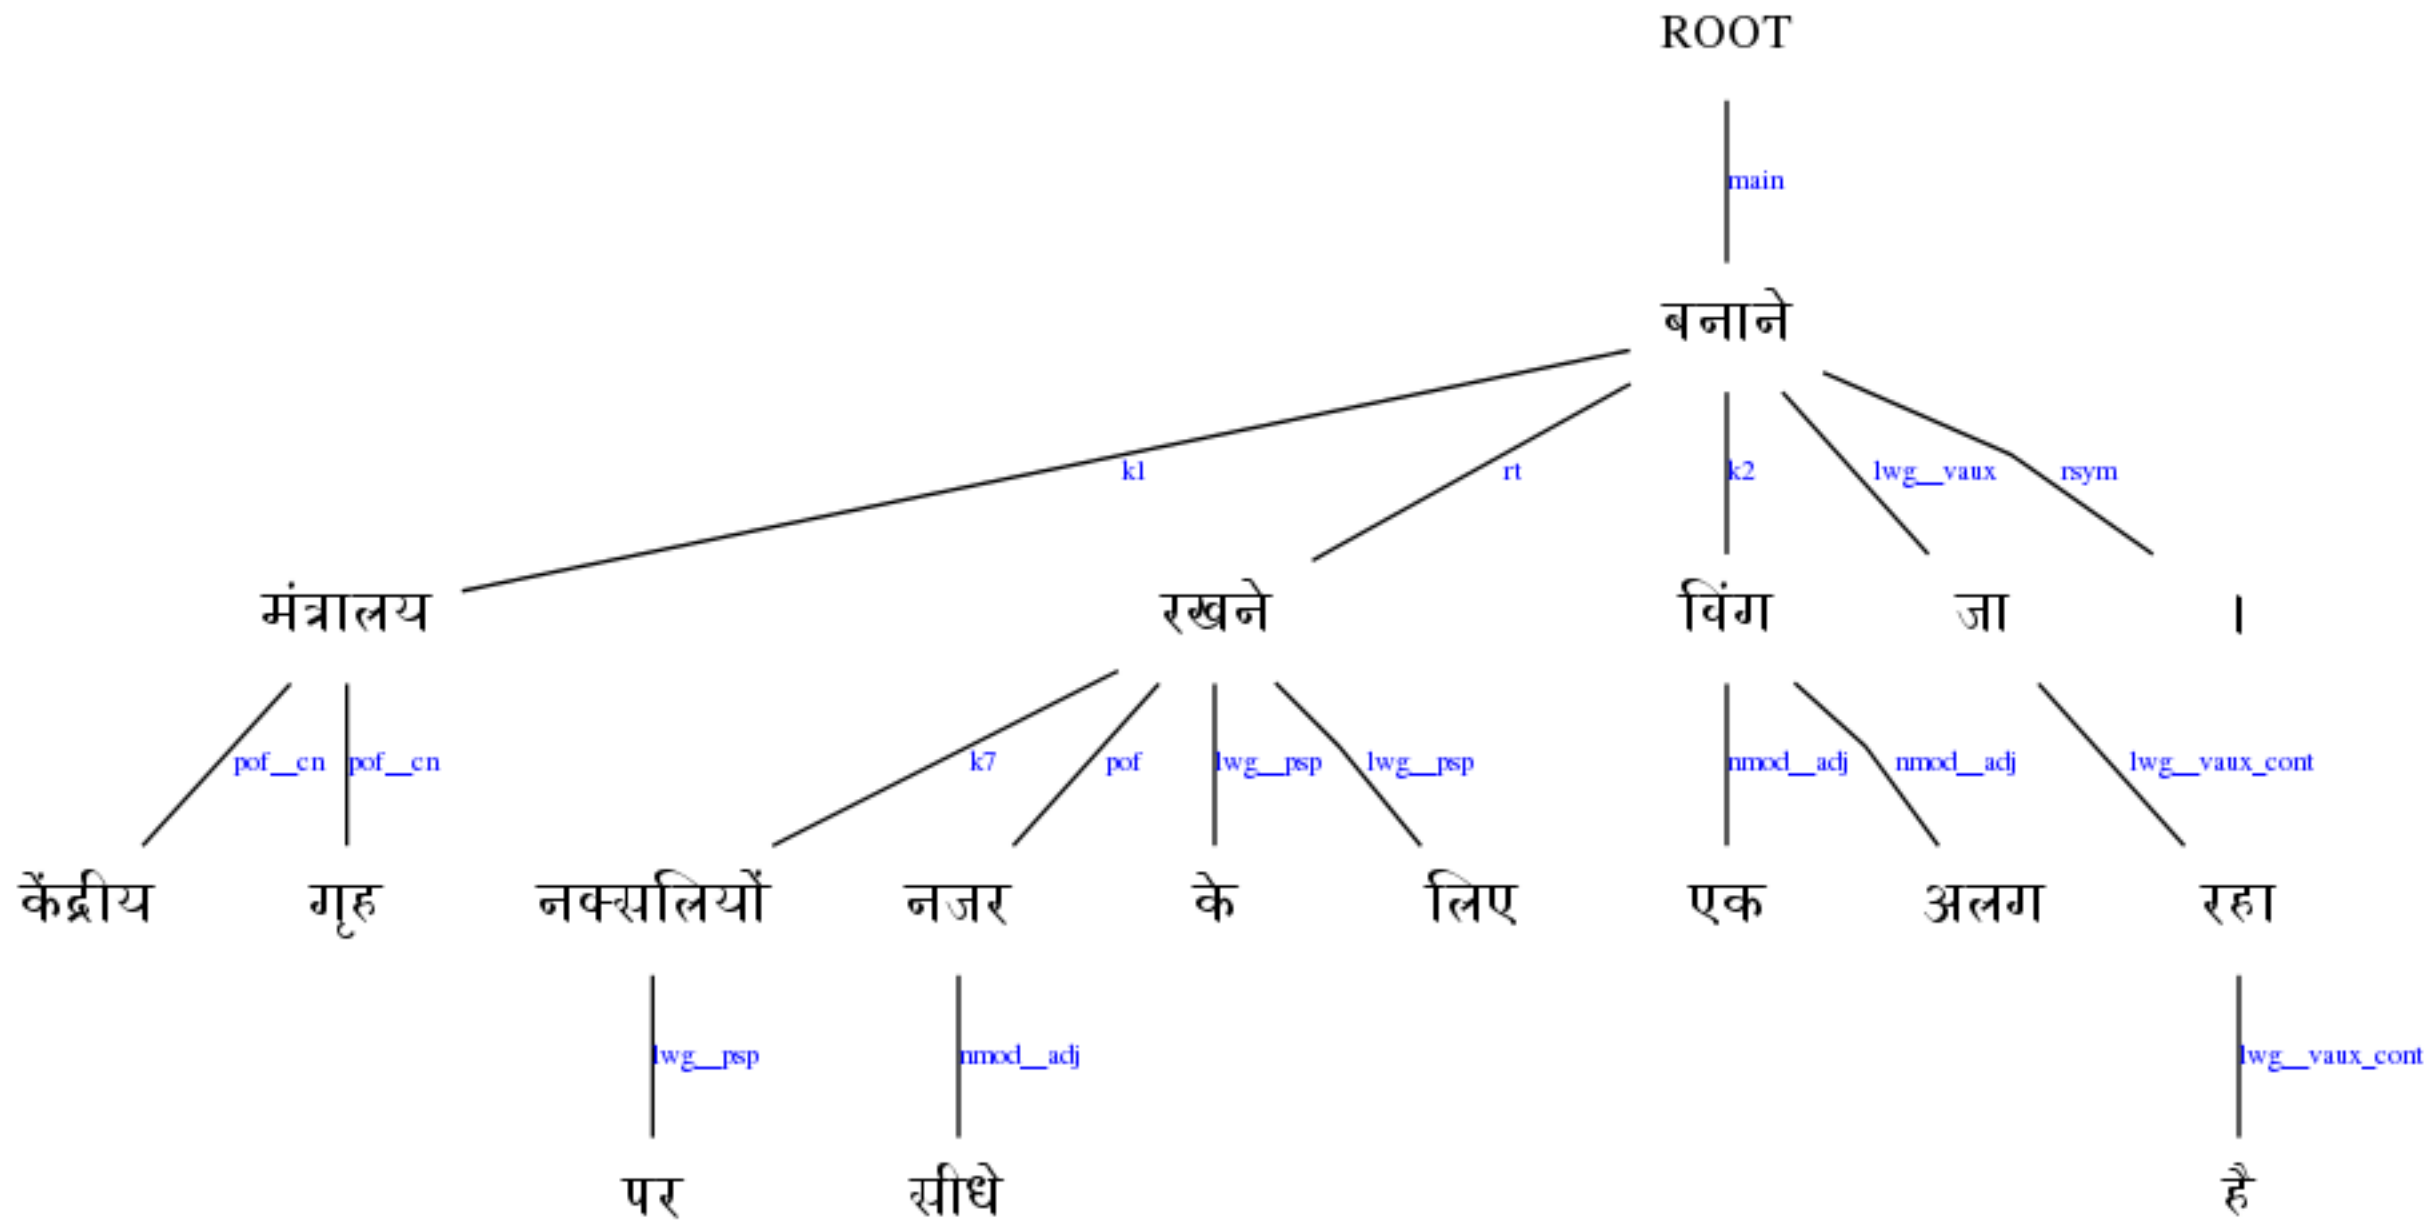 ROOT
main
बनाने
k1 rt k2 lwg__vaux rsym
मंत्रालय रखने विंग जा ।
pof__cn pof__cn k7 pof lwg__psp lwg__psp nmod__adj nmod__adj lwg__vaux_cont
केंद्रीय गृह नक्सलियों नजर के लिए एक अलग रहा
lwg__psp nmod__adj lwg__vaux_cont
पर सीधे है